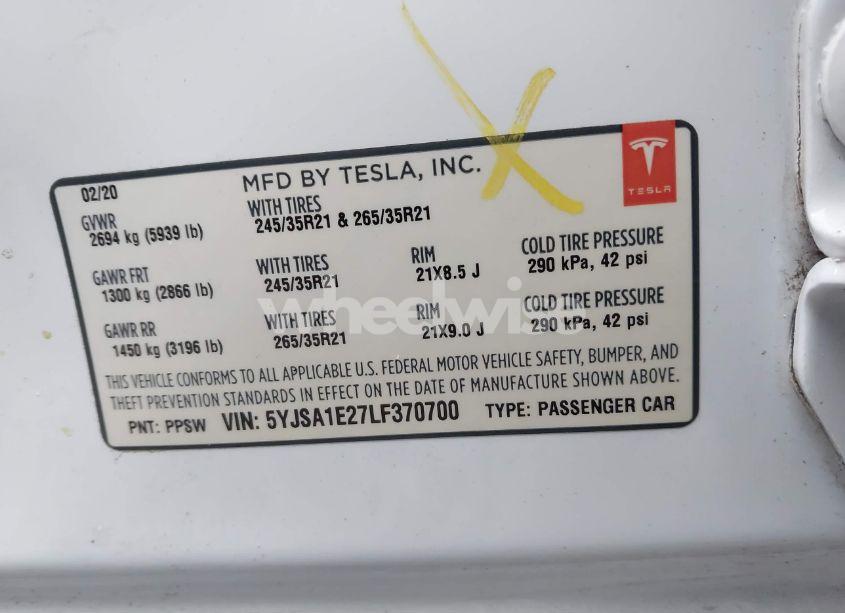 02/20 MFD BY TESLA, INC.
TESLA
GVWR WITH TIRES
2694 kg (5939 lb) 245/35R21 & 265/35R21
GAWR FRT WITH TIRES RIM COLD TIRE PRESSURE
1300 kg (2866 lb) 245/35R21 21X8.5 J 290 kPa, 42 psi
wheelwise
GAWR RR WITH TIRES RIM COLD TIRE PRESSURE
1450 kg (3196 lb) 265/35R21 21X9.0 J 290 kPa, 42 psi
THIS VEHICLE CONFORMS TO ALL APPLICABLE U.S. FEDERAL MOTOR VEHICLE SAFETY, BUMPER, AND
THEFT PREVENTION STANDARDS IN EFFECT ON THE DATE OF MANUFACTURE SHOWN ABOVE.
PNT: PPSW VIN: 5YJSA1E27LF370700 TYPE: PASSENGER CAR